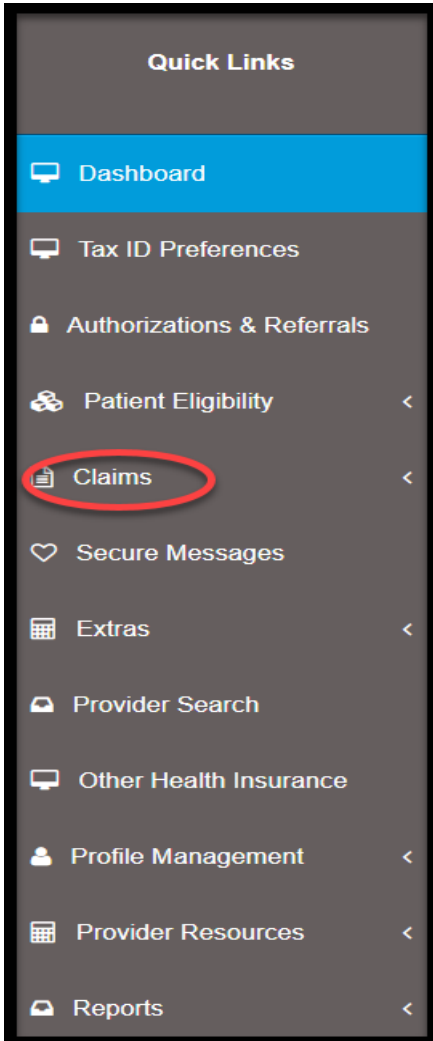 Quick Links
Dashboard
Tax ID Preferences
Authorizations & Referrals
Patient Eligibility
Claims
Secure Messages
Extras
Provider Search
Other Health Insurance
Profile Management
Provider Resources
Reports